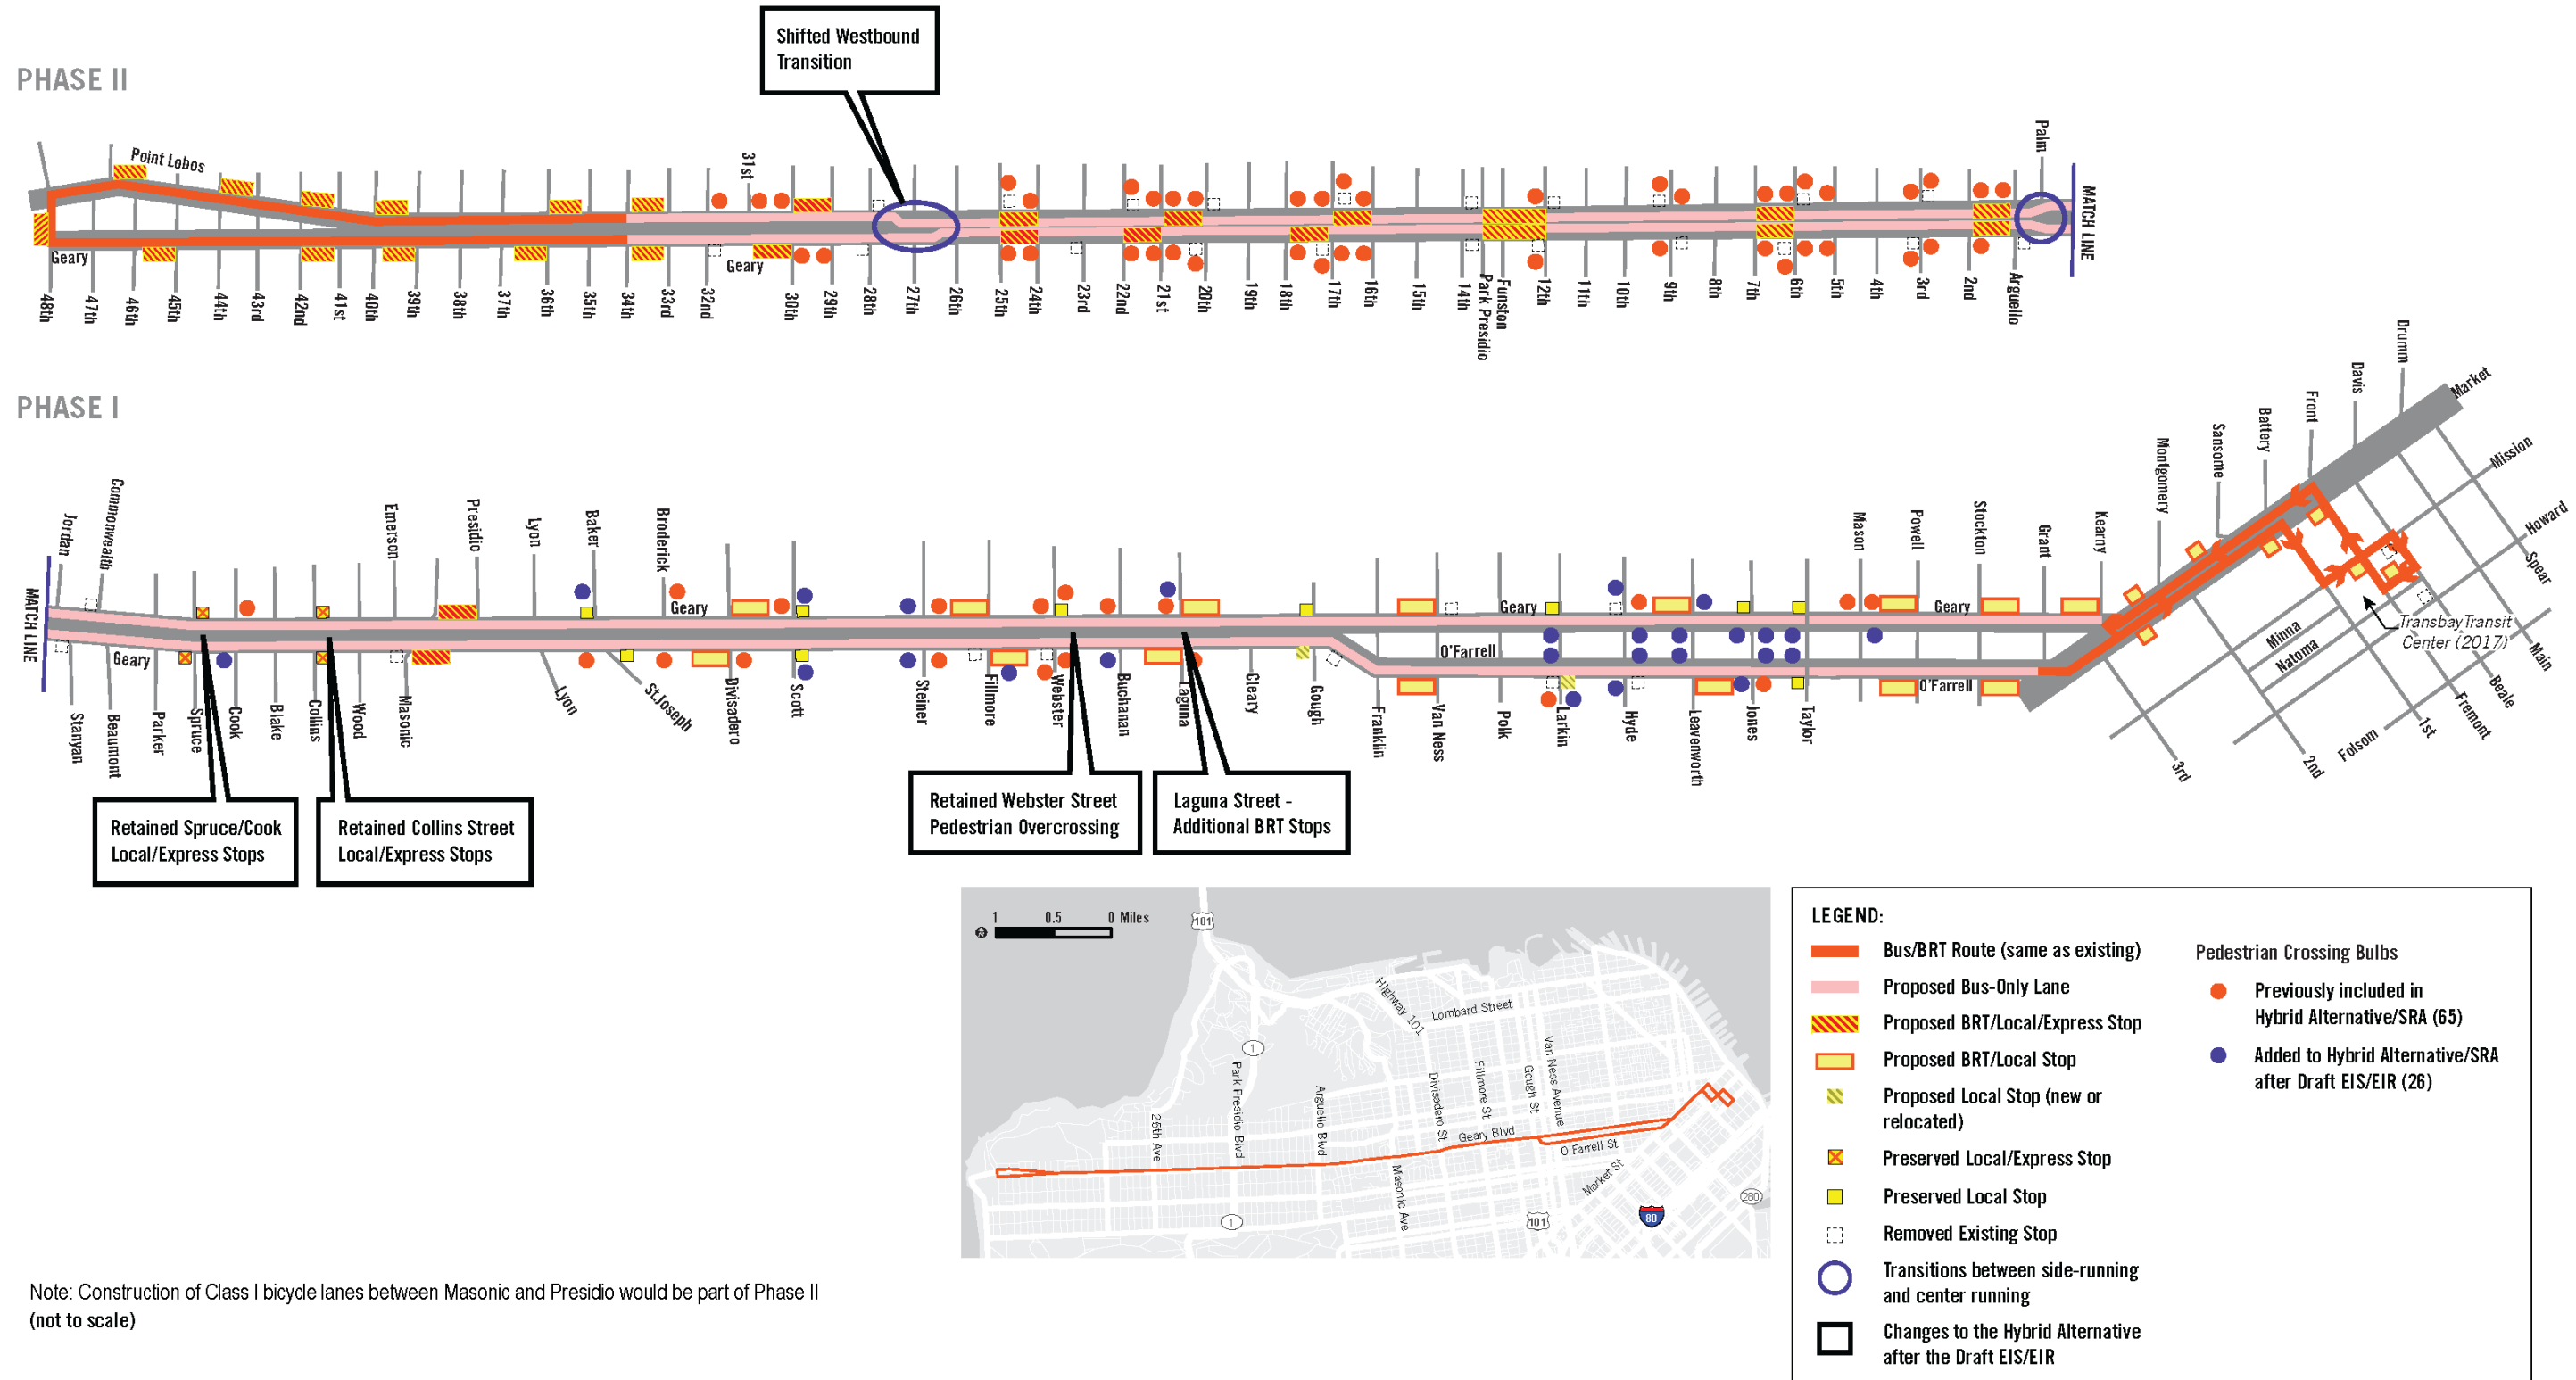 Shifted Westbound
Transition
PHASE II
Point Lobos
31st
Palm
MATCH LINE
Geary
Geary
48th
47th
46th
45th
44th
43rd
42nd
41st
40th
39th
38th
37th
36th
35th
34th
33rd
32nd
30th
29th
28th
27th
26th
25th
24th
23rd
22nd
21st
20th
19th
18th
17th
16th
15th
14th
Park Presidio
Funston
12th
11th
10th
9th
8th
7th
6th
5th
4th
3rd
2nd
Arguello
PHASE I
MATCH LINE
Jordan
Commonwealth
Emerson
Presidio
Lyon
Baker
Broderick
Geary
Geary
Mason
Powell
Stockton
Geary
Grant
Kearny
Montgomery
Sansome
Battery
Front
Davis
Drumm
Market
Mission
Howard
Spear
Main
Beale
Fremont
1st
Folsom
2nd
3rd
Minna
Natoma
Transbay Transit
Center (2017)
Geary
O'Farrell
O'Farrell
Stanyan
Beaumont
Parker
Spruce
Cook
Blake
Collins
Wood
Masonic
Lyon
St.Joseph
Divisadero
Scott
Steiner
Fillmore
Webster
Buchanan
Laguna
Cleary
Gough
Franklin
Van Ness
Polk
Larkin
Hyde
Leavenworth
Jones
Taylor
Retained Spruce/Cook
Local/Express Stops
Retained Collins Street
Local/Express Stops
Retained Webster Street
Pedestrian Overcrossing
Laguna Street -
Additional BRT Stops
1 0.5 0 Miles
101
Highway 101
Lombard Street
1
Park Presidio Blvd
25th Ave
Arguello Blvd
Divisadero St
Fillmore St
Gough St
Van Ness Avenue
Geary Blvd
O'Farrell St
Masonic Ave
Market St
1
101
80
280
LEGEND:
Bus/BRT Route (same as existing)
Proposed Bus-Only Lane
Proposed BRT/Local/Express Stop
Proposed BRT/Local Stop
Proposed Local Stop (new or
relocated)
Preserved Local/Express Stop
Preserved Local Stop
Removed Existing Stop
Transitions between side-running
and center running
Changes to the Hybrid Alternative
after the Draft EIS/EIR
Pedestrian Crossing Bulbs
Previously included in
Hybrid Alternative/SRA (65)
Added to Hybrid Alternative/SRA
after Draft EIS/EIR (26)
Note: Construction of Class I bicycle lanes between Masonic and Presidio would be part of Phase II
(not to scale)